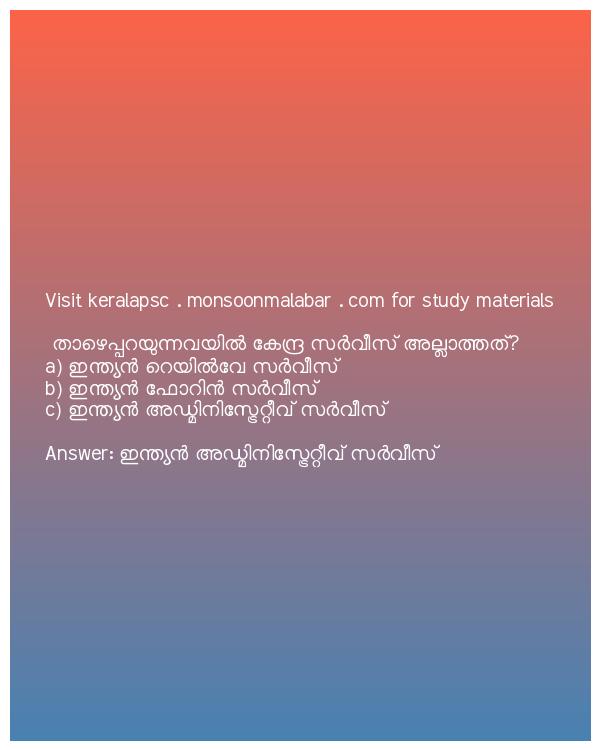 Visit keralapsc . monsoonmalabar . com for study materials
താഴെപ്പറയുന്നവയിൽ കേന്ദ്ര സർവീസ് അല്ലാത്തത്?
a) ഇന്ത്യൻ റെയിൽവേ സർവീസ്
b) ഇന്ത്യൻ ഫോറിൻ സർവീസ്
c) ഇന്ത്യൻ അഡ്മിനിസ്ട്രേറ്റീവ് സർവീസ്
Answer: ഇന്ത്യൻ അഡ്മിനിസ്ട്രേറ്റീവ് സർവീസ്